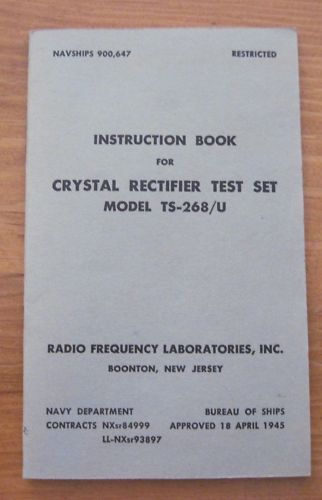 NAVSHIPS 900,647 RESTRICTED
INSTRUCTION BOOK
FOR
CRYSTAL RECTIFIER TEST SET
MODEL TS-268/U
RADIO FREQUENCY LABORATORIES, INC.
BOONTON, NEW JERSEY
NAVY DEPARTMENT BUREAU OF SHIPS
CONTRACTS NXsr84999 APPROVED 18 APRIL 1945
LL-NXsr93897